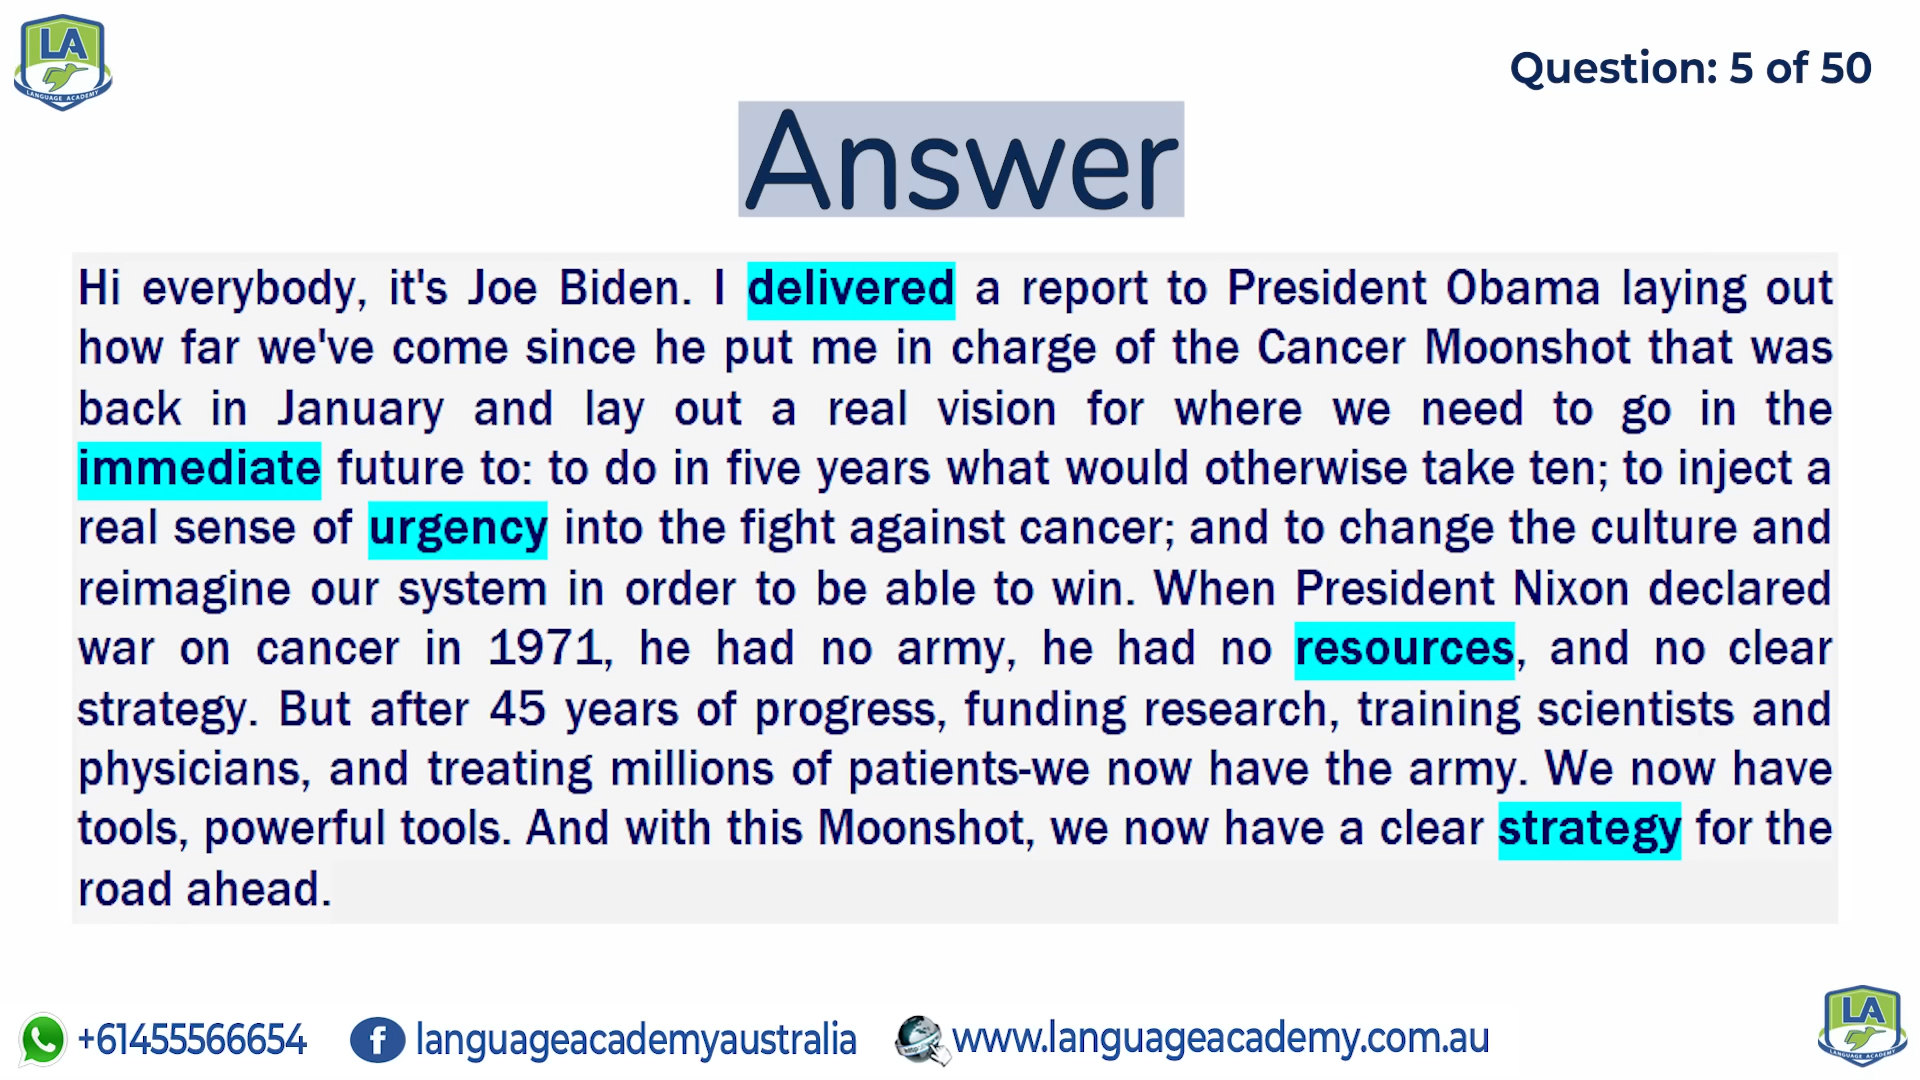 LA
LANGUAGE ACADEMY
Question: 5 of 50
Answer
Hi everybody, it's Joe Biden. I delivered a report to President Obama laying out
how far we've come since he put me in charge of the Cancer Moonshot that was
back in January and lay out a real vision for where we need to go in the
immediate future to: to do in five years what would otherwise take ten; to inject a
real sense of urgency into the fight against cancer; and to change the culture and
reimagine our system in order to be able to win. When President Nixon declared
war on cancer in 1971, he had no army, he had no resources, and no clear
strategy. But after 45 years of progress, funding research, training scientists and
physicians, and treating millions of patients-we now have the army. We now have
tools, powerful tools. And with this Moonshot, we now have a clear strategy for the
road ahead.
+61455566654
f languageacademyaustralia
www.languageacademy.com.au
LA
LANGUAGE ACADEMY